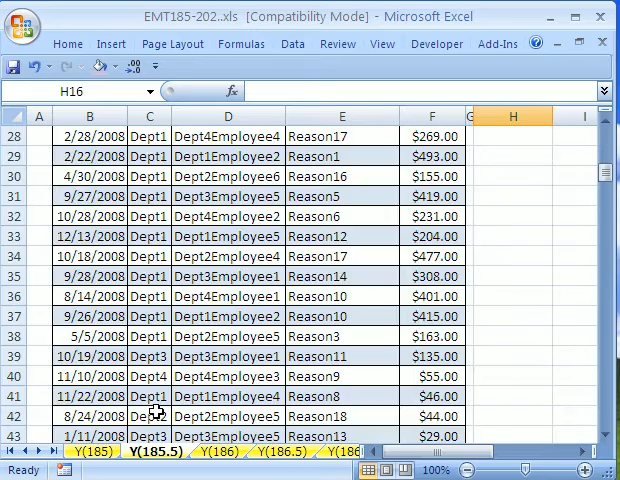 EMT185-202..xls [Compatibility Mode] - Microsoft Excel
Home Insert Page Layout Formulas Data Review View Developer Add-Ins
H16 fx
A B C D E F G H I
28 2/28/2008 Dept1 Dept4Employee4 Reason17 $269.00
29 2/22/2008 Dept1 Dept1Employee2 Reason1 $493.00
30 4/30/2008 Dept1 Dept2Employee6 Reason16 $155.00
31 9/27/2008 Dept1 Dept3Employee5 Reason5 $419.00
32 10/28/2008 Dept1 Dept4Employee2 Reason6 $231.00
33 12/13/2008 Dept1 Dept1Employee5 Reason12 $204.00
34 10/18/2008 Dept1 Dept2Employee4 Reason17 $477.00
35 9/28/2008 Dept1 Dept3Employee1 Reason14 $308.00
36 8/14/2008 Dept1 Dept4Employee1 Reason10 $401.00
37 9/26/2008 Dept1 Dept1Employee2 Reason10 $415.00
38 5/5/2008 Dept1 Dept2Employee5 Reason3 $163.00
39 10/19/2008 Dept3 Dept3Employee1 Reason11 $135.00
40 11/10/2008 Dept4 Dept4Employee3 Reason9 $55.00
41 11/22/2008 Dept1 Dept1Employee4 Reason8 $46.00
42 8/24/2008 Dept2 Dept2Employee5 Reason18 $44.00
43 1/11/2008 Dept3 Dept3Employee5 Reason13 $29.00
Y(185) Y(185.5) Y(186) Y(186.5) Y(186
Ready 100%